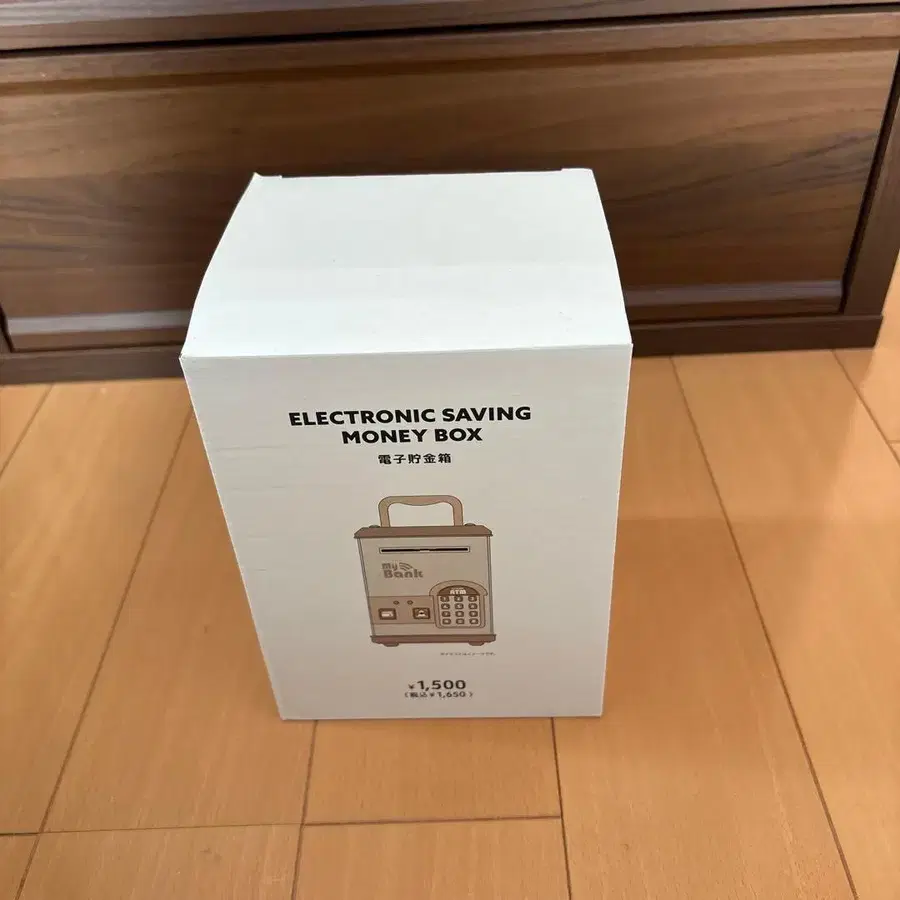 ELECTRONIC SAVING
MONEY BOX
電子貯金箱
My
Bank
ATM
¥1,500
(税込¥1,650)